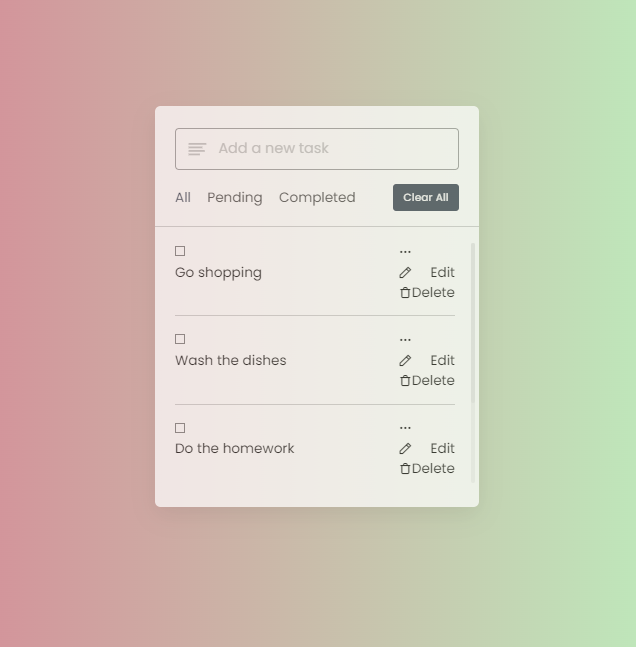 Add a new task
All Pending Completed Clear All
...
Go shopping Edit
Delete
...
Wash the dishes Edit
Delete
...
Do the homework Edit
Delete